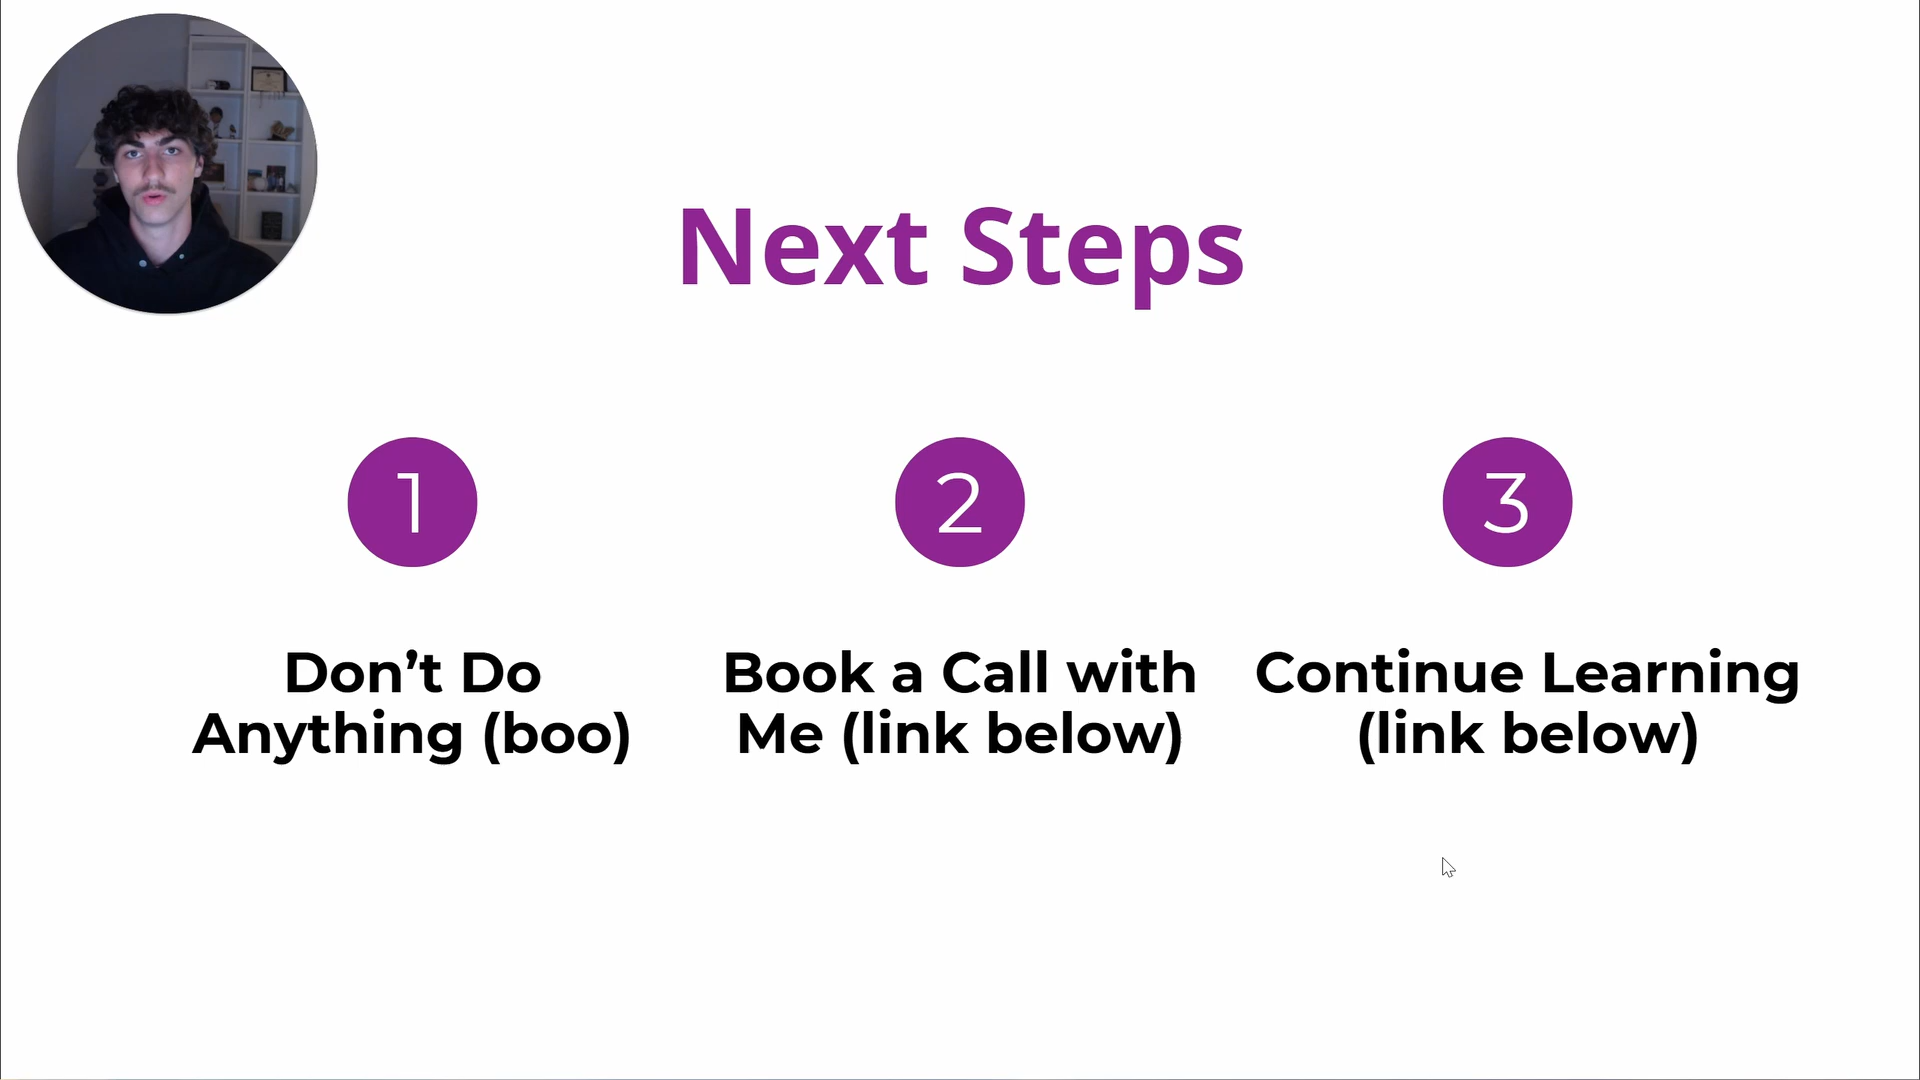 Next Steps
1
2
3
Don’t Do
Anything (boo)
Book a Call with
Me (link below)
Continue Learning
(link below)